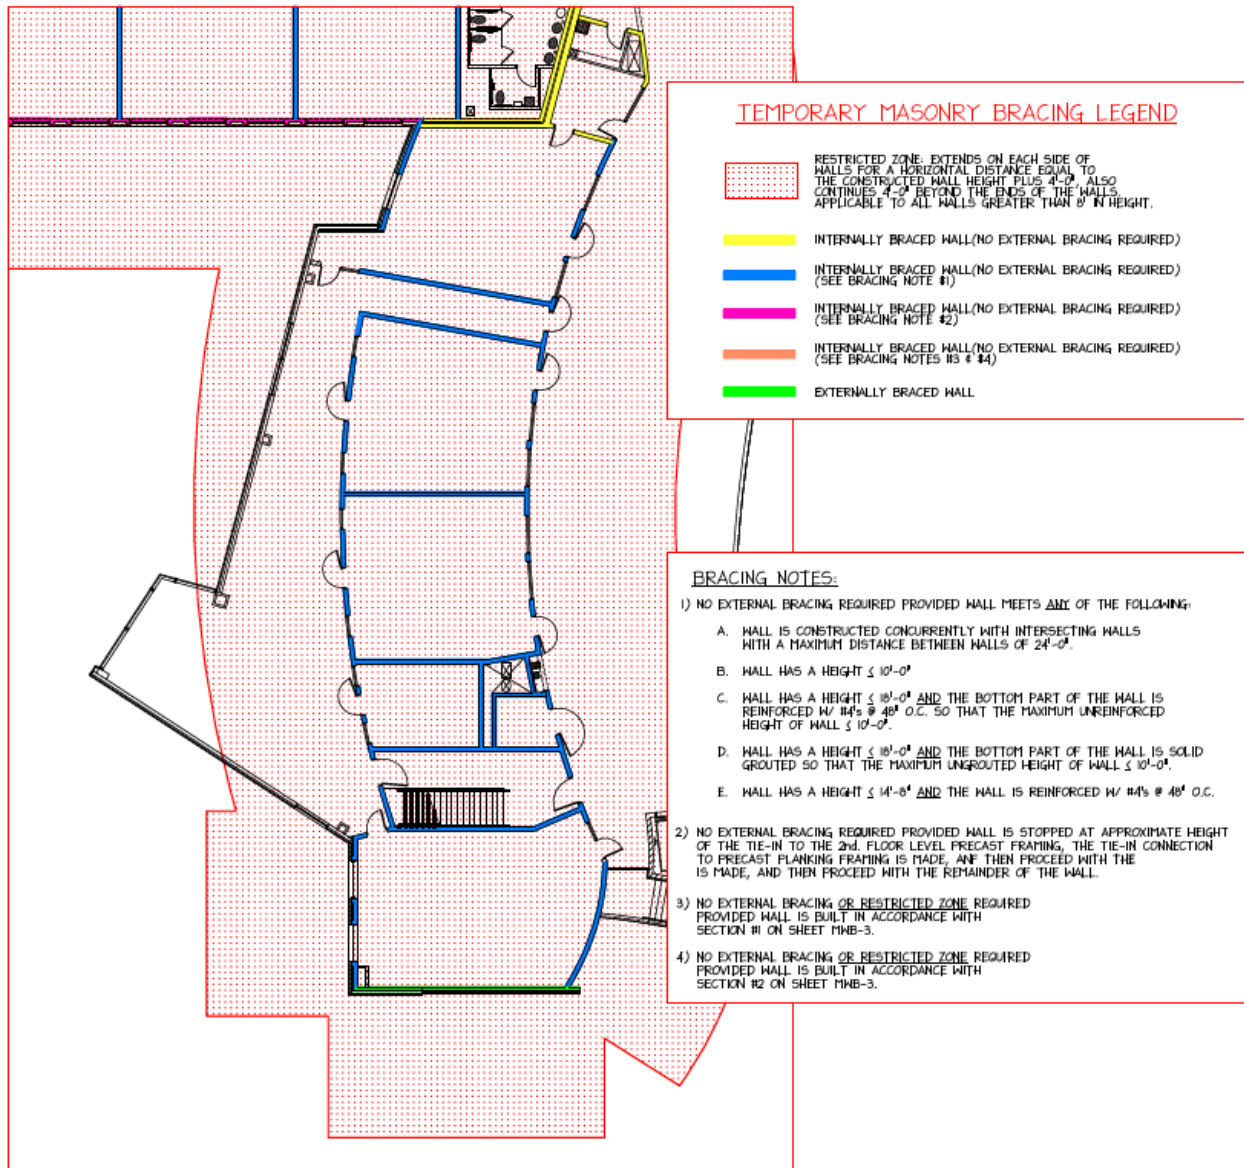 TEMPORARY MASONRY BRACING LEGEND
RESTRICTED ZONE: EXTENDS ON EACH SIDE OF
WALLS FOR A HORIZONTAL DISTANCE EQUAL TO
THE CONSTRUCTED WALL HEIGHT PLUS 4'-0", ALSO
CONTINUES 4'-0" BEYOND THE ENDS OF THE WALLS.
APPLICABLE TO ALL WALLS GREATER THAN 8' IN HEIGHT.
INTERNALLY BRACED WALL(NO EXTERNAL BRACING REQUIRED)
INTERNALLY BRACED WALL(NO EXTERNAL BRACING REQUIRED)
(SEE BRACING NOTE #1)
INTERNALLY BRACED WALL(NO EXTERNAL BRACING REQUIRED)
(SEE BRACING NOTE #2)
INTERNALLY BRACED WALL(NO EXTERNAL BRACING REQUIRED)
(SEE BRACING NOTES #3 & #4)
EXTERNALLY BRACED WALL
BRACING NOTES:
1) NO EXTERNAL BRACING REQUIRED PROVIDED WALL MEETS ANY OF THE FOLLOWING:
A. WALL IS CONSTRUCTED CONCURRENTLY WITH INTERSECTING WALLS
WITH A MAXIMUM DISTANCE BETWEEN WALLS OF 24'-0".
B. WALL HAS A HEIGHT ≤ 10'-0"
C. WALL HAS A HEIGHT ≤ 18'-0" AND THE BOTTOM PART OF THE WALL IS
REINFORCED W/ #4's @ 48" O.C. SO THAT THE MAXIMUM UNREINFORCED
HEIGHT OF WALL ≤ 10'-0".
D. WALL HAS A HEIGHT ≤ 18'-0" AND THE BOTTOM PART OF THE WALL IS SOLID
GROUTED SO THAT THE MAXIMUM UNGROUTED HEIGHT OF WALL ≤ 10'-0".
E. WALL HAS A HEIGHT ≤ 14'-8" AND THE WALL IS REINFORCED W/ #4's @ 48" O.C.
2) NO EXTERNAL BRACING REQUIRED PROVIDED WALL IS STOPPED AT APPROXIMATE HEIGHT
OF THE TIE-IN TO THE 2nd. FLOOR LEVEL PRECAST FRAMING, THE TIE-IN CONNECTION
TO PRECAST PLANKING FRAMING IS MADE, ANF THEN PROCEED WITH THE
IS MADE, AND THEN PROCEED WITH THE REMAINDER OF THE WALL.
3) NO EXTERNAL BRACING OR RESTRICTED ZONE REQUIRED
PROVIDED WALL IS BUILT IN ACCORDANCE WITH
SECTION #1 ON SHEET MWB-3.
4) NO EXTERNAL BRACING OR RESTRICTED ZONE REQUIRED
PROVIDED WALL IS BUILT IN ACCORDANCE WITH
SECTION #2 ON SHEET MWB-3.